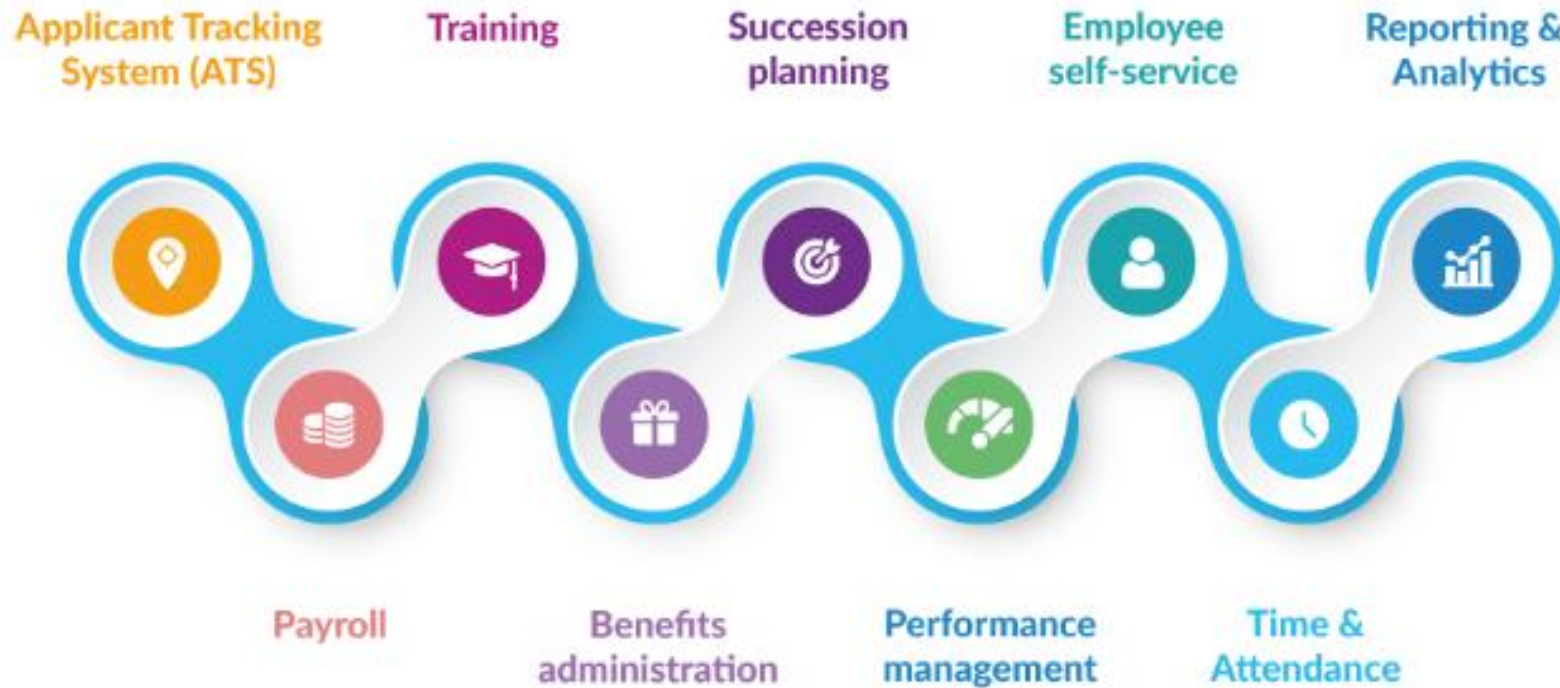 Applicant Tracking
System (ATS)
Training
Succession
planning
Employee
self-service
Reporting &
Analytics
Payroll
Benefits
administration
Performance
management
Time &
Attendance